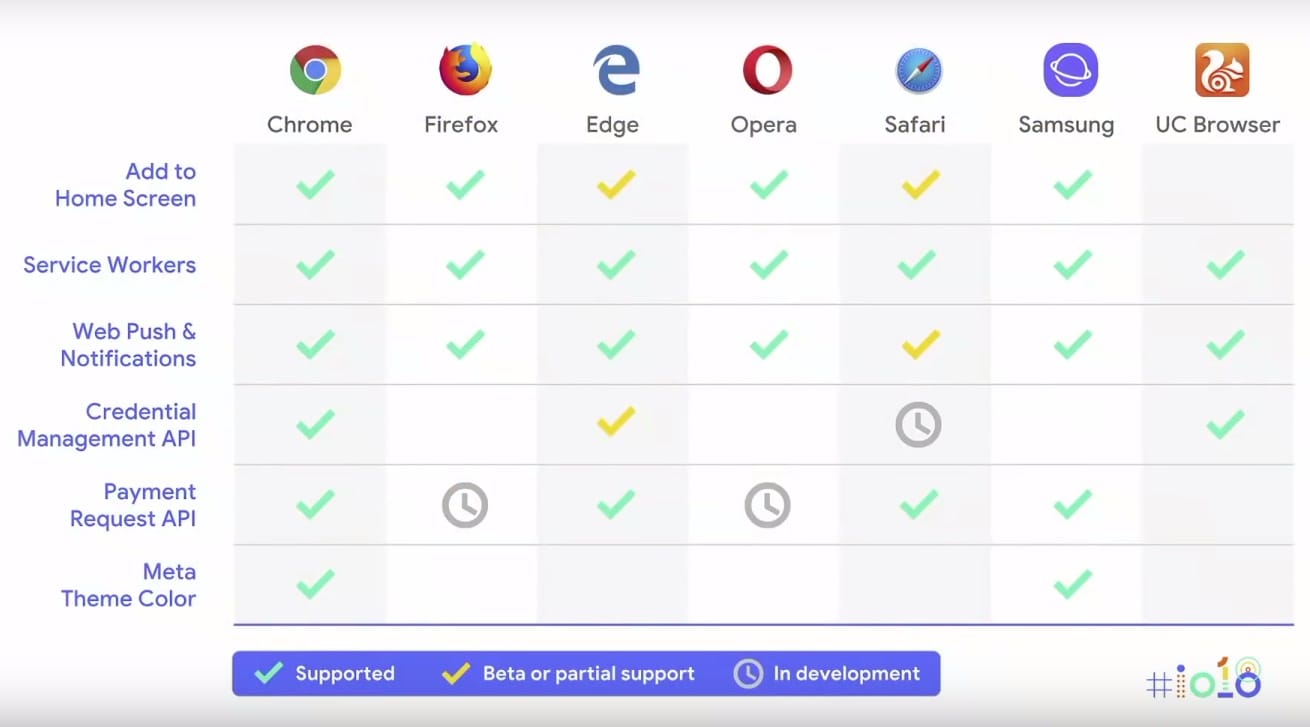 Chrome
Firefox
Edge
Opera
Safari
Samsung
UC Browser
Add to
Home Screen
Service Workers
Web Push &
Notifications
Credential
Management API
Payment
Request API
Meta
Theme Color
Supported
Beta or partial support
In development
#io18